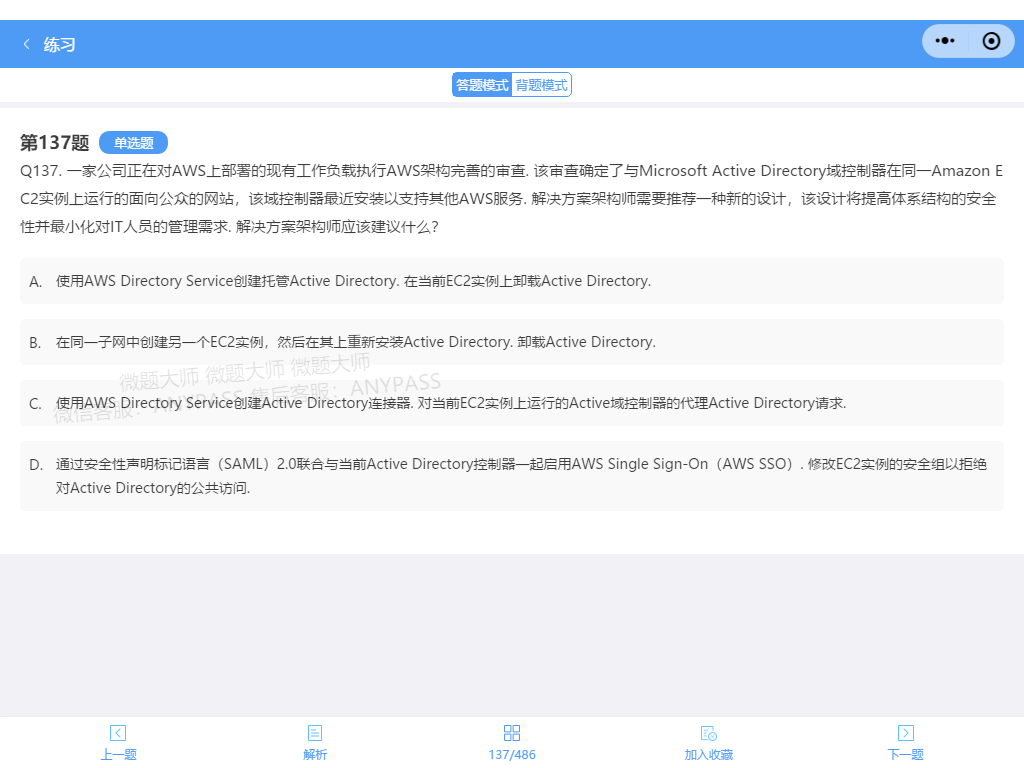 练习
答题模式 背题模式
第137题 单选题
Q137. 一家公司正在对AWS上部署的现有工作负载执行AWS架构完善的审查. 该审查确定了与Microsoft Active Directory域控制器在同一Amazon E
C2实例上运行的面向公众的网站，该域控制器最近安装以支持其他AWS服务. 解决方案架构师需要推荐一种新的设计，该设计将提高体系结构的安全
性并最小化对IT人员的管理需求. 解决方案架构师应该建议什么？
A. 使用AWS Directory Service创建托管Active Directory. 在当前EC2实例上卸载Active Directory.
B. 在同一子网中创建另一个EC2实例，然后在其上重新安装Active Directory. 卸载Active Directory.
微题大师 微题大师 微题大师
微信客服：ANYPASS 售后客服：ANYPASS
C. 使用AWS Directory Service创建Active Directory连接器. 对当前EC2实例上运行的Active域控制器的代理Active Directory请求.
D. 通过安全性声明标记语言（SAML）2.0联合与当前Active Directory控制器一起启用AWS Single Sign-On（AWS SSO）. 修改EC2实例的安全组以拒绝
对Active Directory的公共访问.
上一题 解析 137/486 加入收藏 下一题